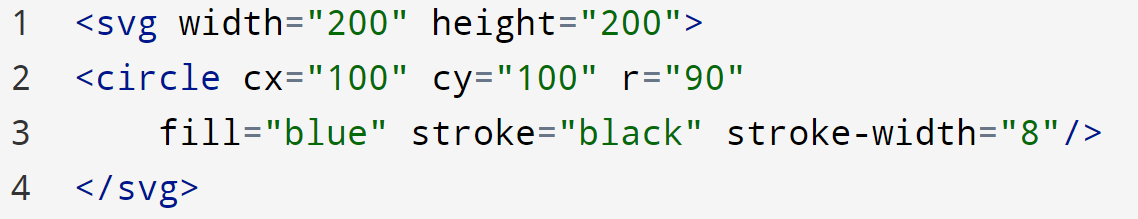 1 <svg width="200" height="200">
2 <circle cx="100" cy="100" r="90"
3 fill="blue" stroke="black" stroke-width="8"/>
4 </svg>